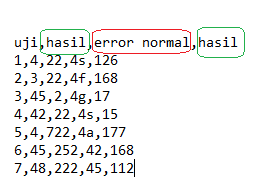 uji,hasil,error normal,hasil
1,4,22,4s,126
2,3,22,4f,168
3,45,2,4g,17
4,42,22,4s,15
5,4,722,4a,177
6,45,252,42,168
7,48,222,45,112